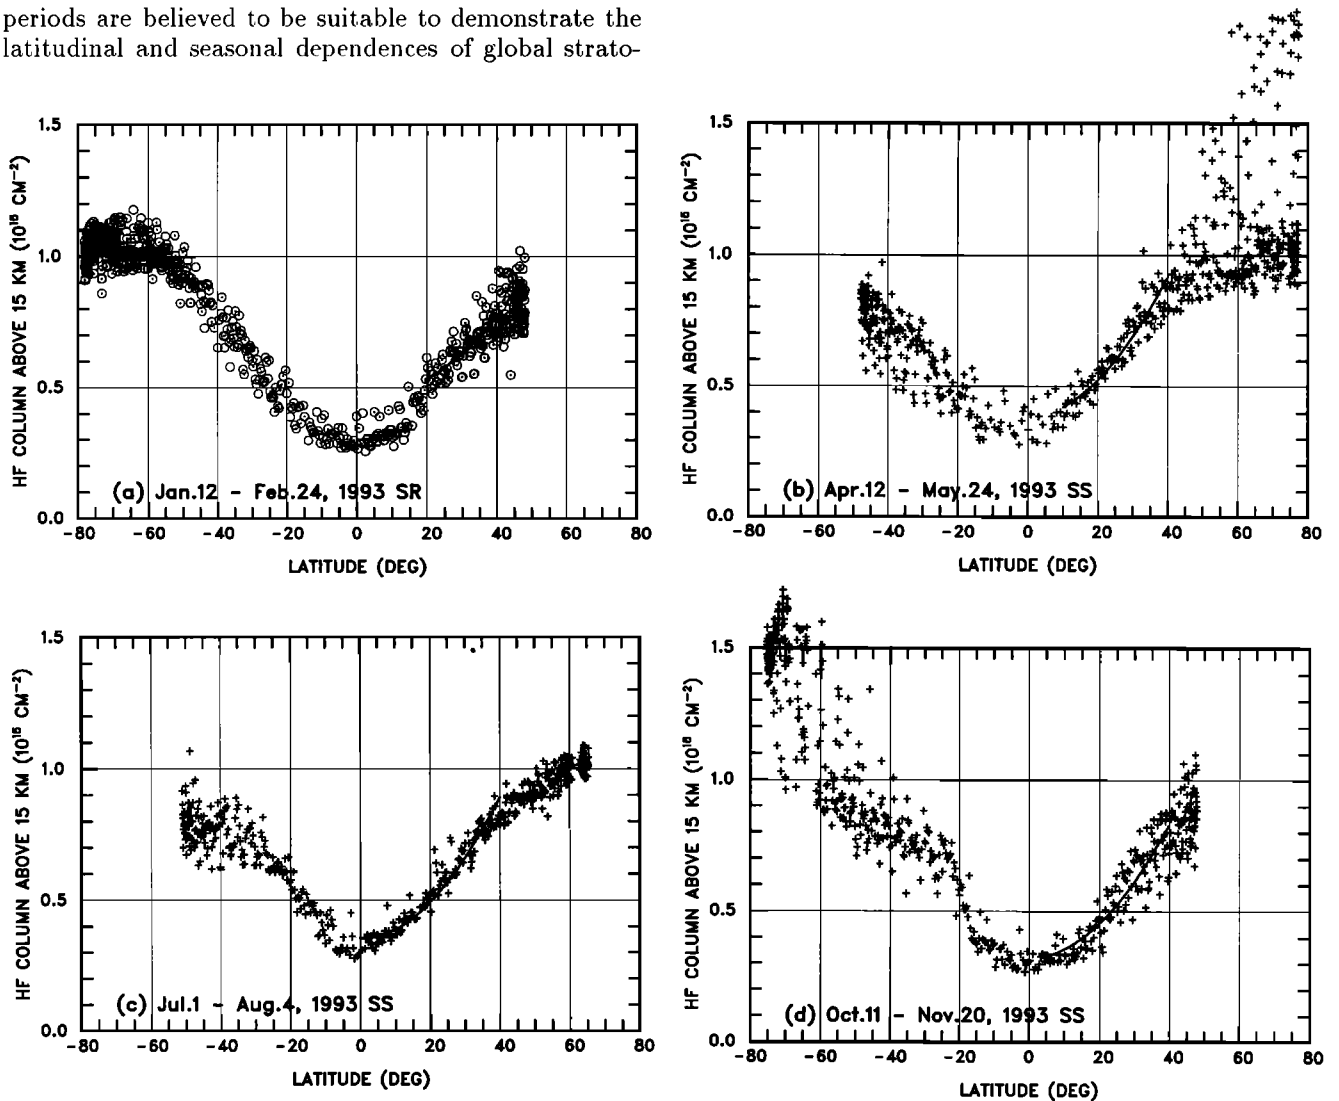 periods are believed to be suitable to demonstrate the
latitudinal and seasonal dependences of global strato-
HF COLUMN ABOVE 15 KM (10¹⁵ CM⁻²)
1.5
1.0
0.5
0.0
(a) Jan.12 - Feb.24, 1993 SR
-80 -60 -40 -20 0 20 40 60 80
LATITUDE (DEG)
HF COLUMN ABOVE 15 KM (10¹⁵ CM⁻²)
1.5
1.0
0.5
0.0
(b) Apr.12 - May.24, 1993 SS
-80 -60 -40 -20 0 20 40 60 80
LATITUDE (DEG)
HF COLUMN ABOVE 15 KM (10¹⁵ CM⁻²)
1.5
1.0
0.5
0.0
(c) Jul.1 - Aug.4, 1993 SS
-80 -60 -40 -20 0 20 40 60 80
LATITUDE (DEG)
HF COLUMN ABOVE 15 KM (10¹⁵ CM⁻²)
1.5
1.0
0.5
0.0
(d) Oct.11 - Nov.20, 1993 SS
-80 -60 -40 -20 0 20 40 60 80
LATITUDE (DEG)